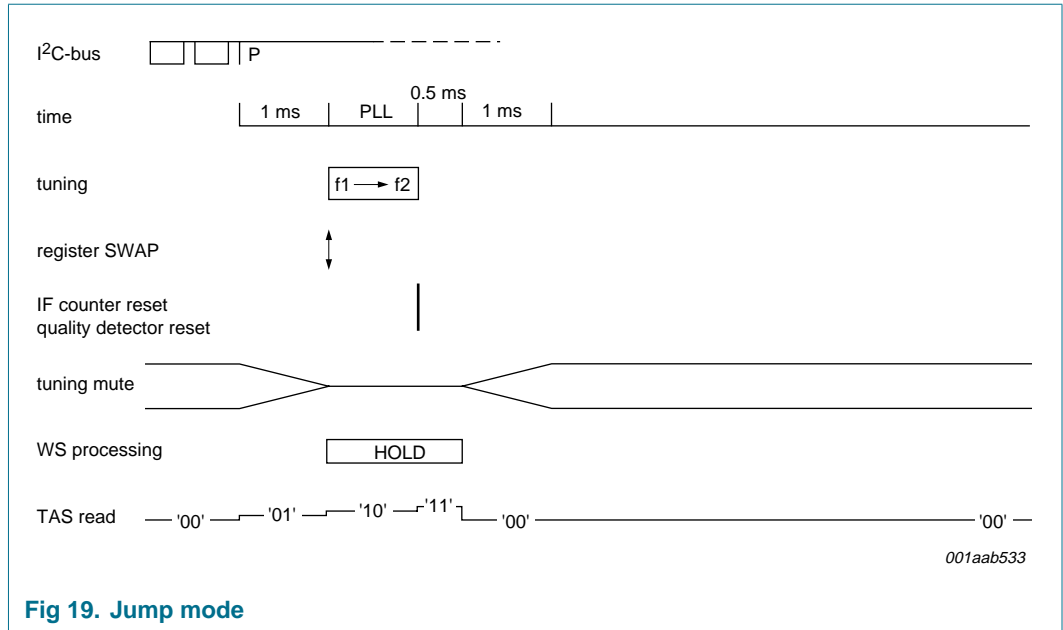 I2C-bus P
0.5 ms
time 1 ms PLL 1 ms
tuning f1 f2
register SWAP
IF counter reset
quality detector reset
tuning mute
WS processing HOLD
TAS read '00' '01' '10' '11' '00' '00'
001aab533
Fig 19. Jump mode